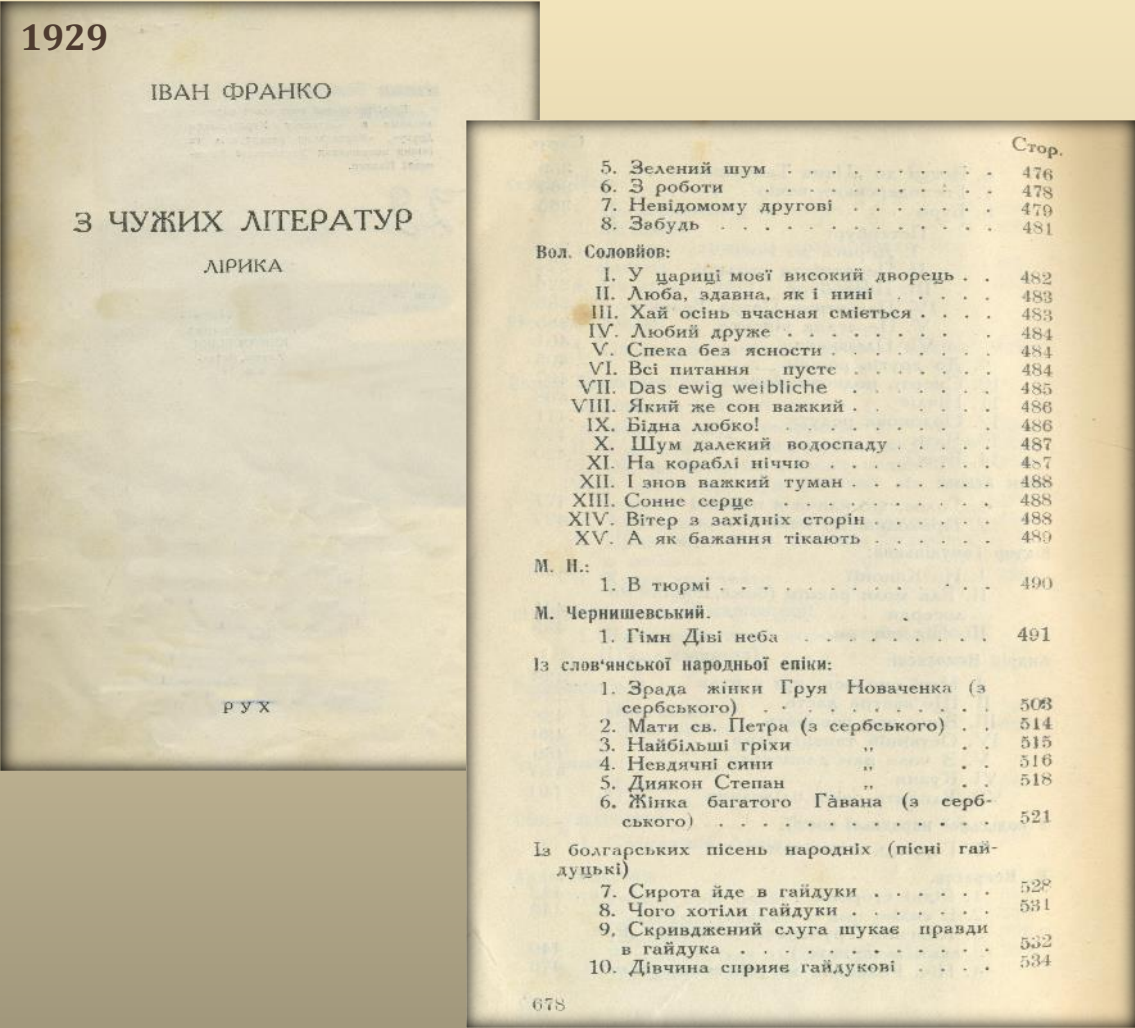 1929
ІВАН ФРАНКО
З ЧУЖИХ ЛІТЕРАТУР
ЛІРИКА
РУХ
Стор.
5. Зелений шум . . . . . . . . . . 476
6. З роботи . . . . . . . . . . . 478
7. Невідомому другові . . . . . . . 479
8. Забудь . . . . . . . . . . . . . 481
Вол. Соловйов:
I. У цариці моєї високий дворець . . 482
II. Люба, здавна, як і нині . . . . . 483
III. Хай осінь вчасная сміється . . . . 483
IV. Любий друже . . . . . . . . . 484
V. Спека без ясности . . . . . . . . 484
VI. Всі питання пусте . . . . . . . 484
VII. Das ewig weibliche . . . . . . . 485
VIII. Який же сон важкий . . . . . . . 486
IX. Бідна любко! . . . . . . . . . 486
X. Шум далекий водоспаду . . . . . 487
XI. На кораблі ніччю . . . . . . . . 487
XII. І знов важкий туман . . . . . . . 488
XIII. Сонне серце . . . . . . . . . 488
XIV. Вітер з західніх сторін . . . . . . 488
XV. А як бажання тікають . . . . . . 489
М. Н.:
1. В тюрмі . . . . . . . . . . . . 490
М. Чернишевський.
1. Гімн Діві неба . . . . . . . . . 491
Із слов'янської народньої епіки:
1. Зрада жінки Груя Новаченка (з
сербського) . . . . . . . . . . . 503
2. Мати св. Петра (з сербського) . . 514
3. Найбільші гріхи „ . . 515
4. Невдячні сини „ . . 516
5. Диякон Степан „ . . 518
6. Жінка багатого Гàвана (з серб-
ського) . . . . . . . . . . . . . 521
Із болгарських пісень народніх (пісні гай-
дуцькі)
7. Сирота йде в гайдуки . . . . . . 528
8. Чого хотіли гайдуки . . . . . . . 531
9. Скривджений слуга шукає правди
в гайдука . . . . . . . . . . . . 532
10. Дівчина сприяє гайдукові . . . . 534
678